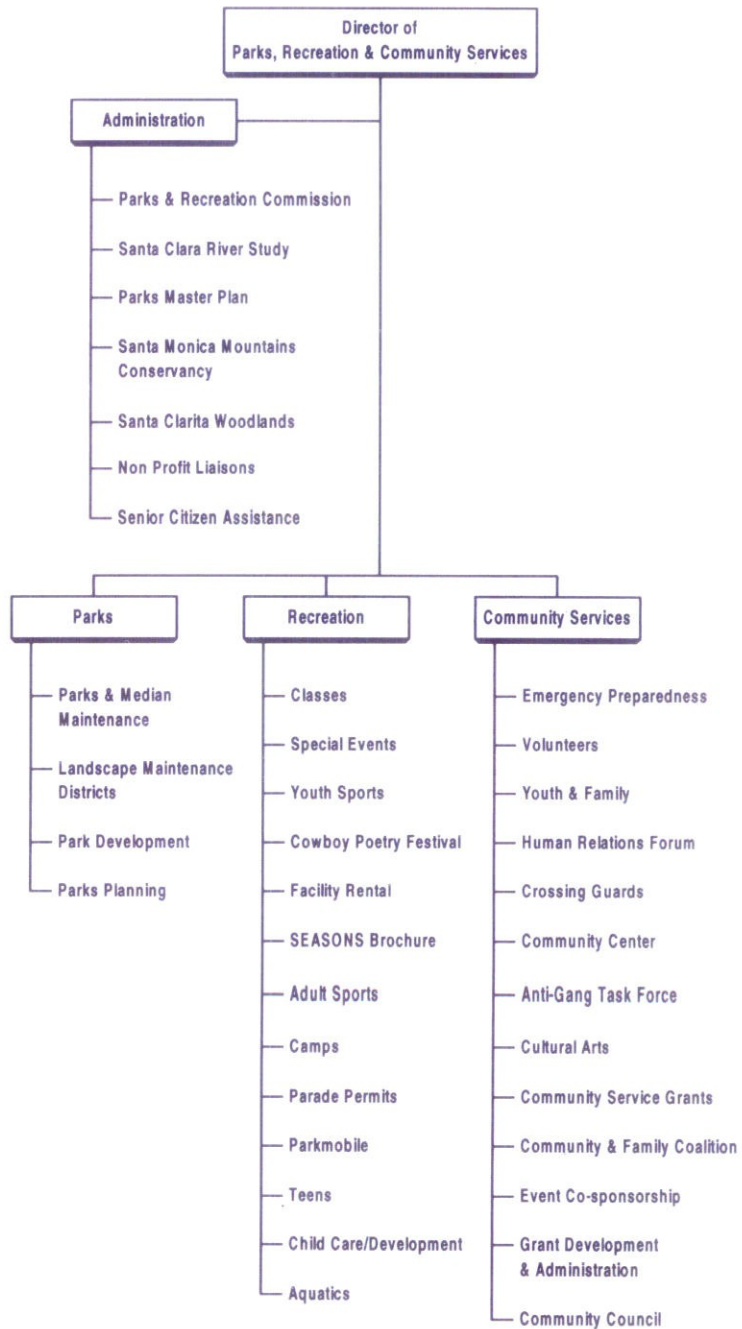 Director of
Parks, Recreation & Community Services
Administration
Parks & Recreation Commission
Santa Clara River Study
Parks Master Plan
Santa Monica Mountains
Conservancy
Santa Clarita Woodlands
Non Profit Liaisons
Senior Citizen Assistance
Parks
Parks & Median
Maintenance
Landscape Maintenance
Districts
Park Development
Parks Planning
Recreation
Classes
Special Events
Youth Sports
Cowboy Poetry Festival
Facility Rental
SEASONS Brochure
Adult Sports
Camps
Parade Permits
Parkmobile
Teens
Child Care/Development
Aquatics
Community Services
Emergency Preparedness
Volunteers
Youth & Family
Human Relations Forum
Crossing Guards
Community Center
Anti-Gang Task Force
Cultural Arts
Community Service Grants
Community & Family Coalition
Event Co-sponsorship
Grant Development
& Administration
Community Council